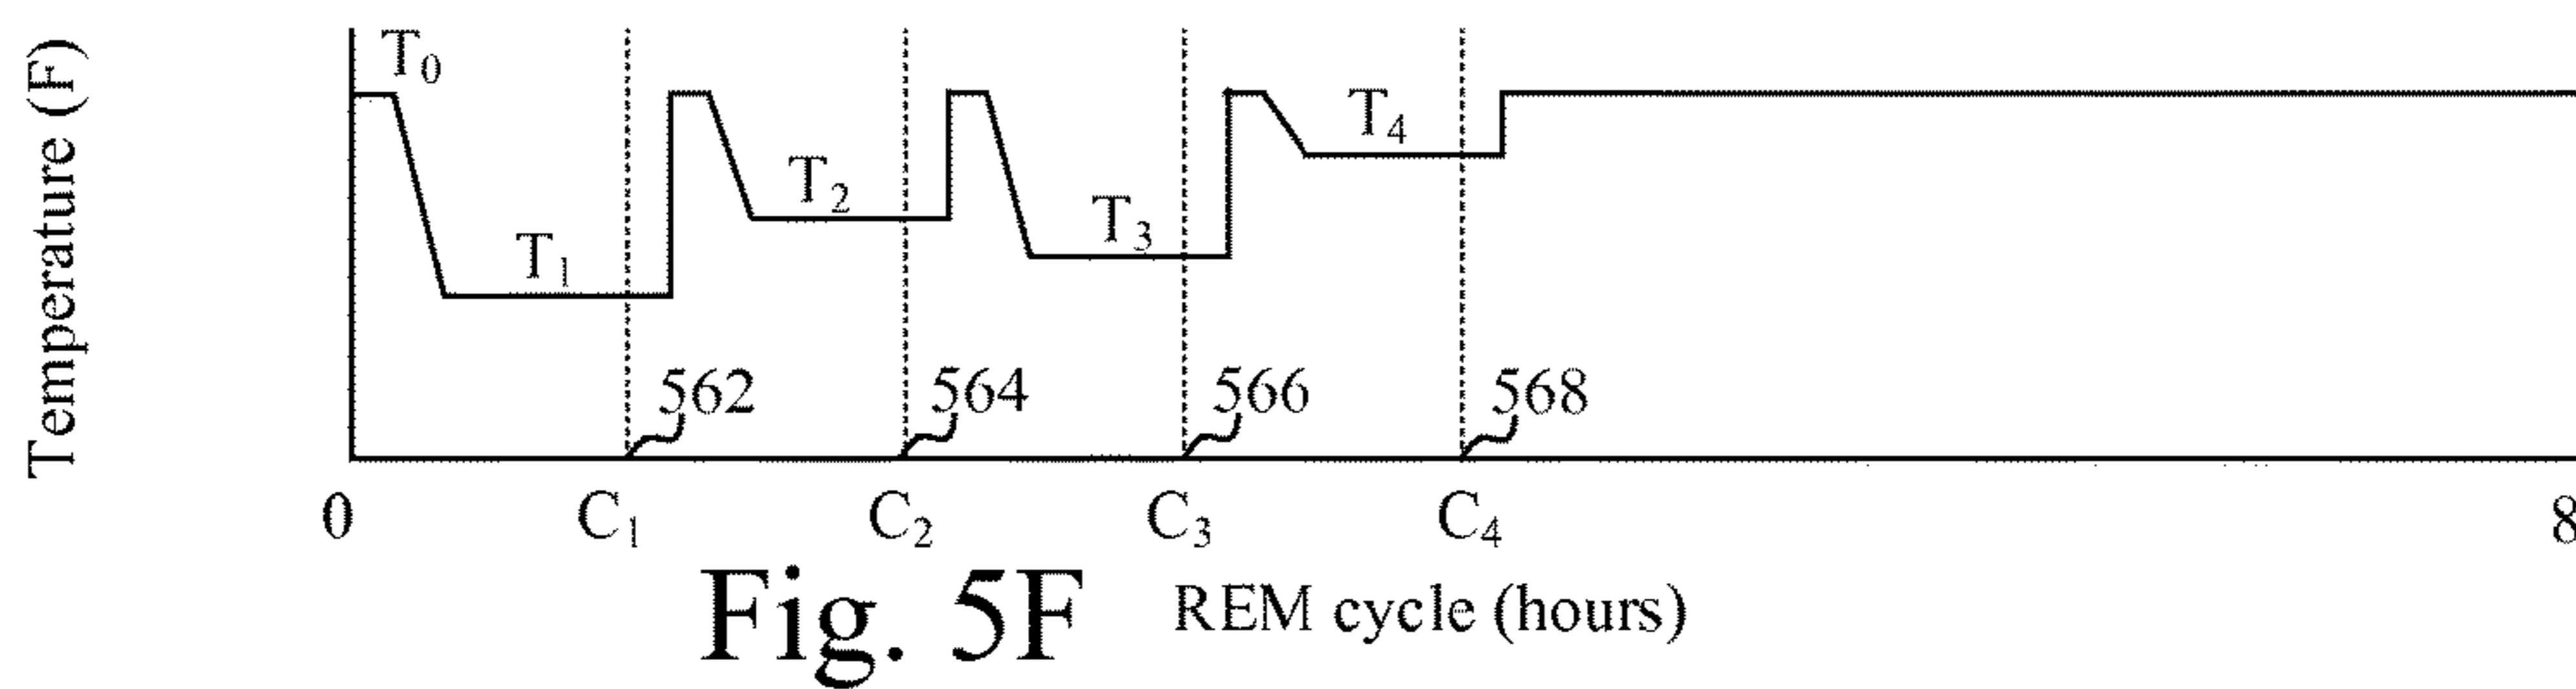 Temperature (F)
T₀
T₁
T₂
T₃
T₄
562
564
566
568
0
C₁
C₂
C₃
C₄
8
Fig. 5F
REM cycle (hours)